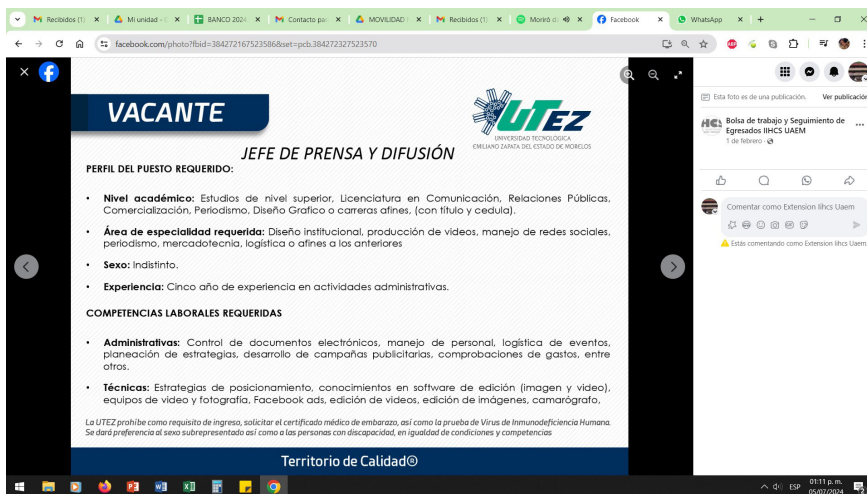 Recibidos (1)
Mi unidad - G
BANCO 2024
Contacto pa
MOVILIDAD
Recibidos (1)
Moriró d
Facebook
WhatsApp
facebook.com/photo?fbid=384272167523586&set=pcb.384272327523570
VACANTE
UTEZ
UNIVERSIDAD TECNOLÓGICA
EMILIANO ZAPATA DEL ESTADO DE MORELOS
JEFE DE PRENSA Y DIFUSIÓN
PERFIL DEL PUESTO REQUERIDO:
• Nivel académico: Estudios de nivel superior, Licenciatura en Comunicación, Relaciones Públicas,
Comercialización, Periodismo, Diseño Grafico o carreras afines, (con título y cedula).
• Área de especialidad requerida: Diseño institucional, producción de videos, manejo de redes sociales,
periodismo, mercadotecnia, logística o afines a los anteriores
• Sexo: Indistinto.
• Experiencia: Cinco año de experiencia en actividades administrativas.
COMPETENCIAS LABORALES REQUERIDAS
• Administrativas: Control de documentos electrónicos, manejo de personal, logística de eventos,
planeación de estrategias, desarrollo de campañas publicitarias, comprobaciones de gastos, entre
otros.
• Técnicas: Estrategias de posicionamiento, conocimientos en software de edición (imagen y video),
equipos de video y fotografía, Facebook ads, edición de videos, edición de imágenes, camarógrafo,
La UTEZ prohíbe como requisito de ingreso, solicitar el certificado médico de embarazo, así como la prueba de Virus de Inmunodeficiencia Humana.
Se dará preferencia al sexo subrepresentado así como a las personas con discapacidad, en igualdad de condiciones y competencias
Territorio de Calidad®
Esta foto es de una publicación. Ver publicación
Bolsa de trabajo y Seguimiento de
Egresados IIHCS UAEM
1 de febrero ·
Comentar como Extension Iihcs Uaem
Estás comentando como Extension Iihcs Uaem.
ESP
01:11 p. m.
05/07/2024